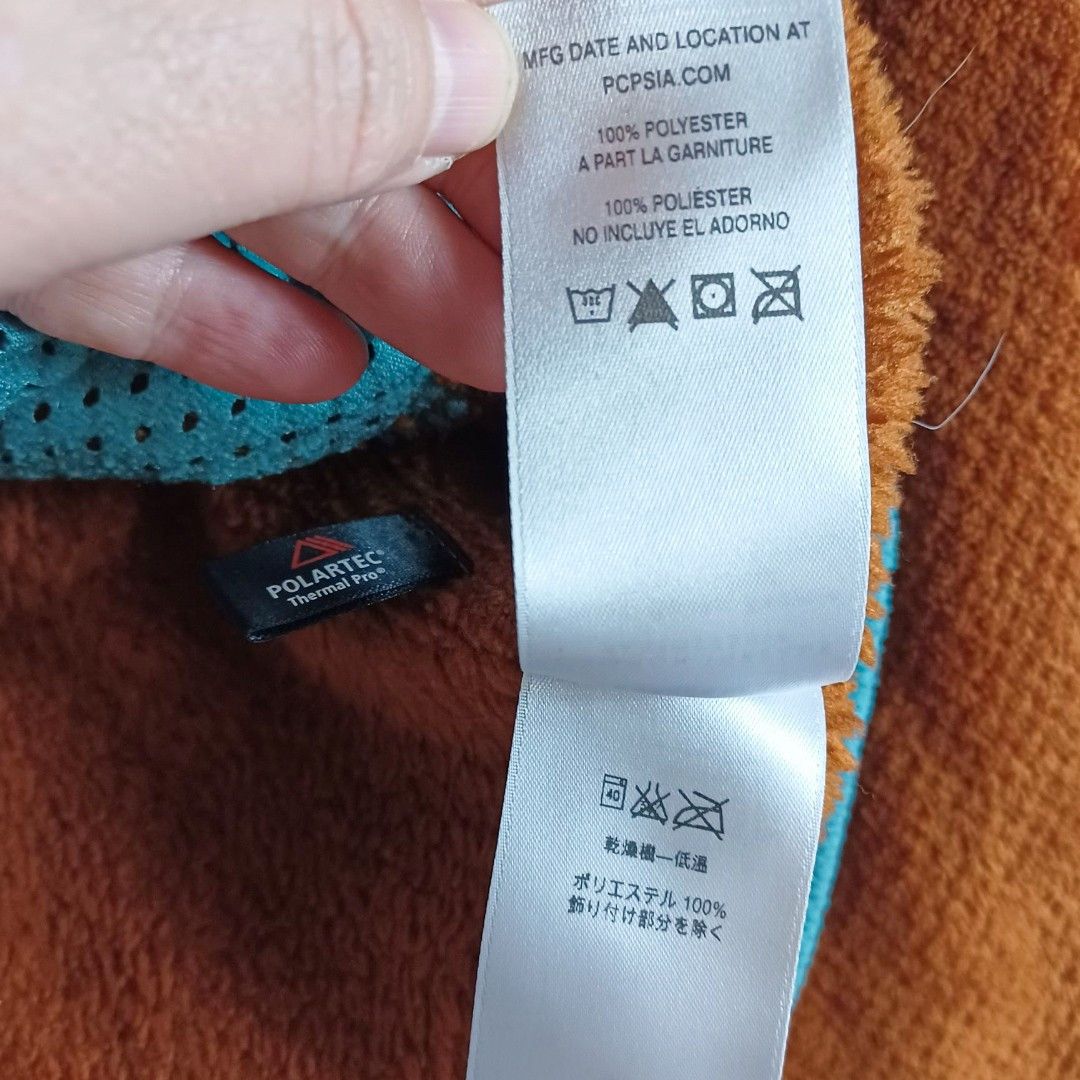 MFG DATE AND LOCATION AT
PCPSIA.COM
100% POLYESTER
A PART LA GARNITURE
100% POLIÉSTER
NO INCLUYE EL ADORNO
POLARTEC®
Thermal Pro®
40
乾燥機—低温
ポリエステル 100%
飾り付け部分を除く